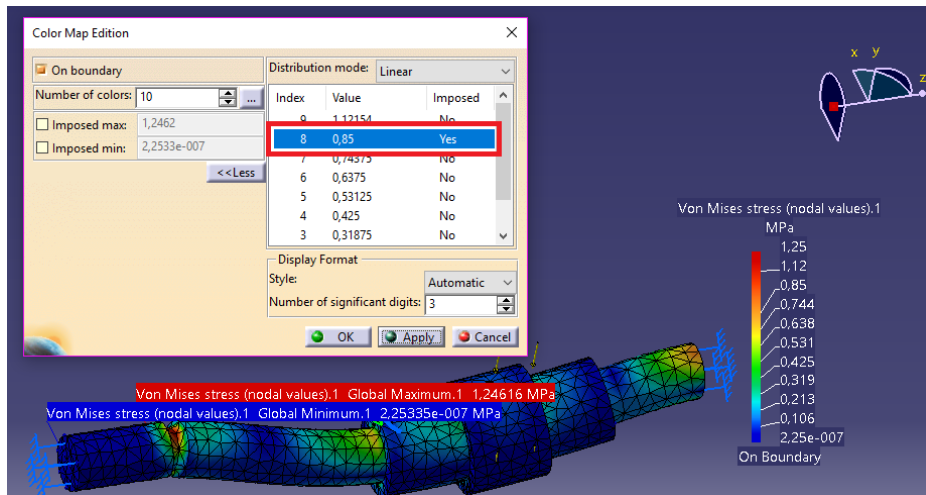 Color Map Edition
On boundary
Number of colors: 10 ...
Imposed max: 1,2462
Imposed min: 2,2533e-007
<<Less
Distribution mode: Linear
Index Value Imposed
9 1,12154 No
8 0,85 Yes
7 0,74375 No
6 0,6375 No
5 0,53125 No
4 0,425 No
3 0,31875 No
Display Format
Style: Automatic
Number of significant digits: 3
OK Apply Cancel
x y
z
Von Mises stress (nodal values).1
MPa
1,25
1,12
0,85
0,744
0,638
0,531
0,425
0,319
0,213
0,106
2,25e-007
On Boundary
Von Mises stress (nodal values).1 Global Maximum.1 1,24616 MPa
Von Mises stress (nodal values).1 Global Minimum.1 2,25335e-007 MPa